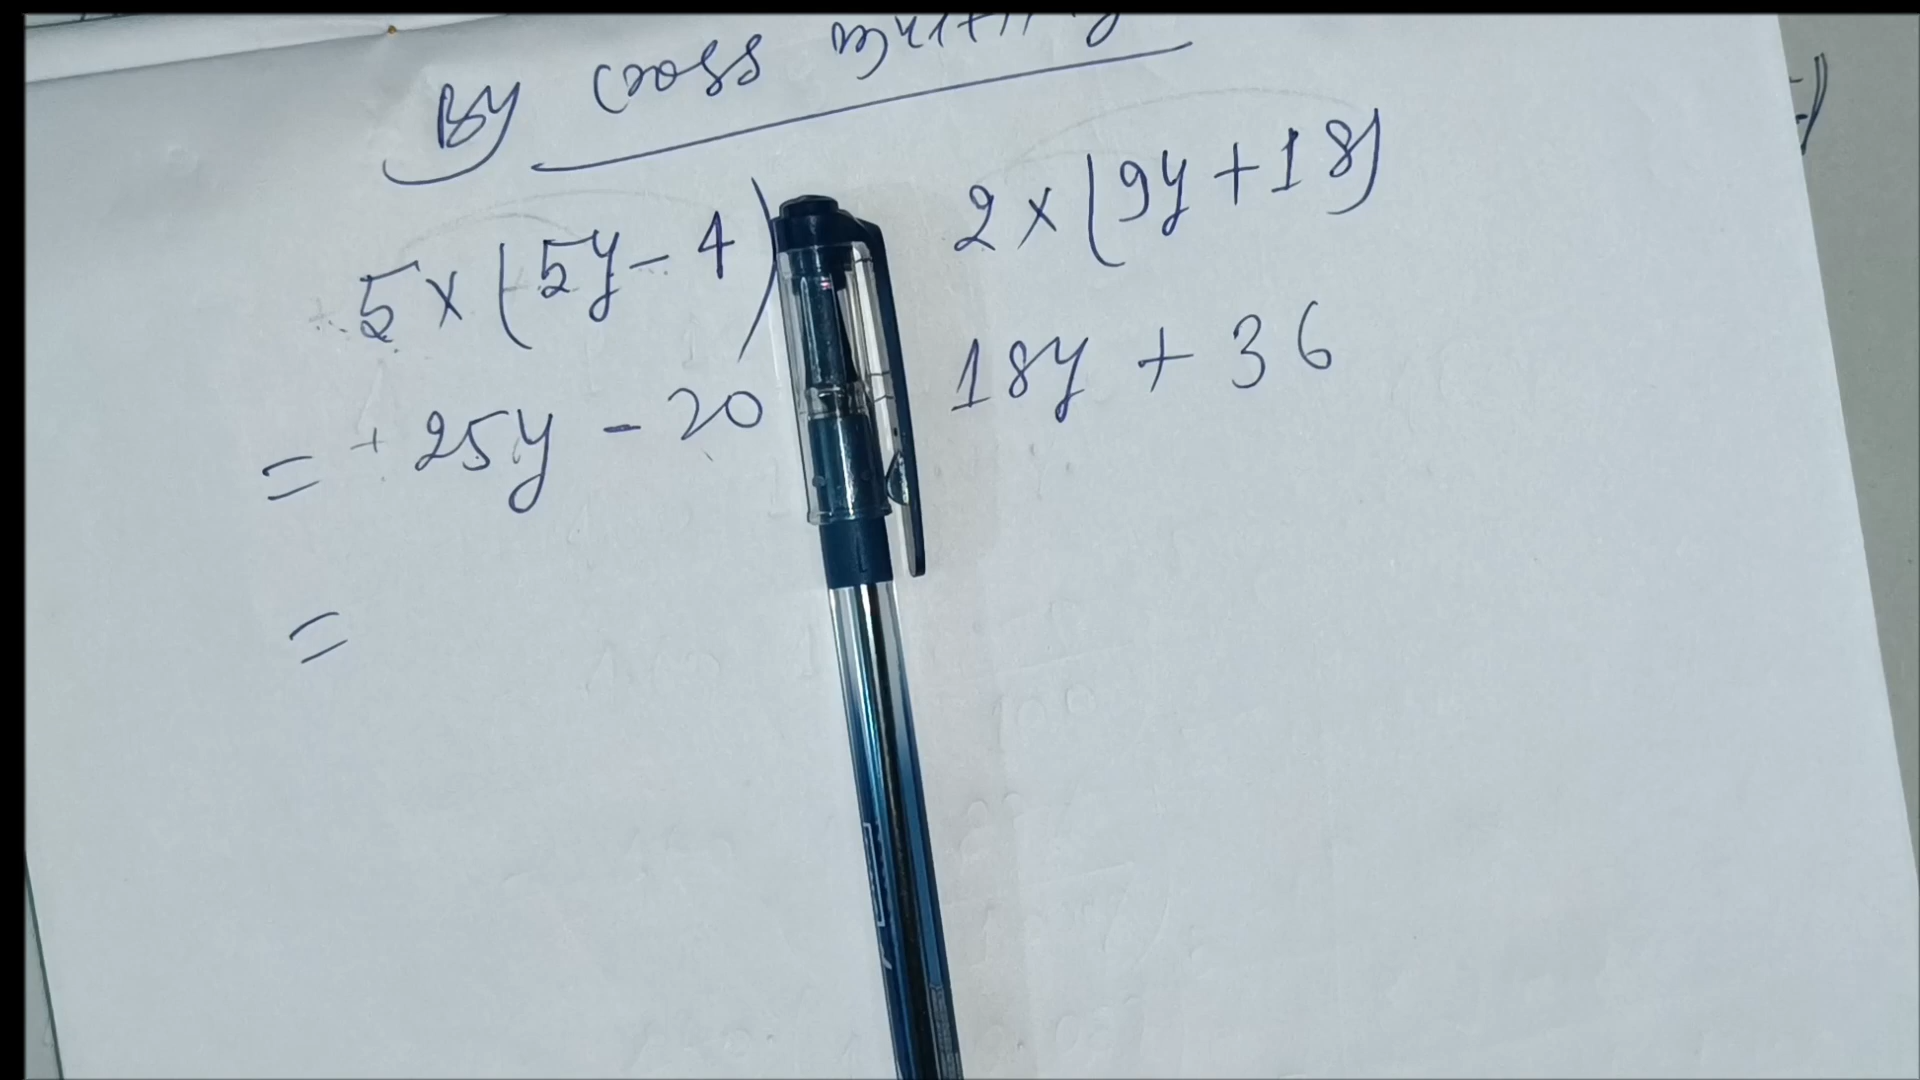 By cross
5 x (5y - 4) 2 x (9y + 18)
= + 25y - 20 18y + 36
=